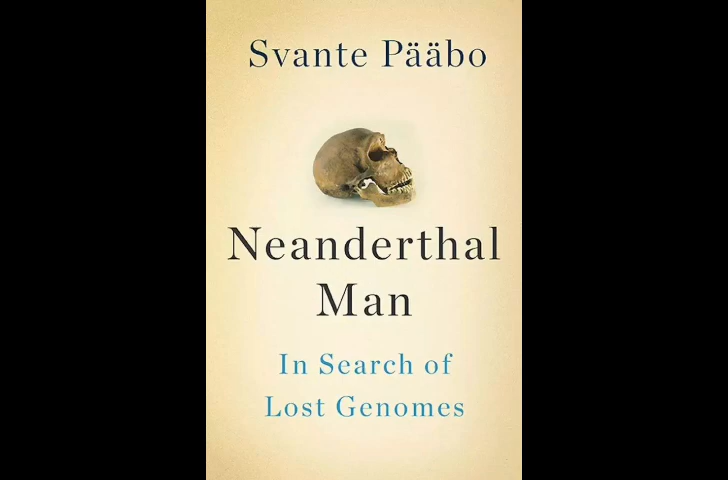 Svante Pääbo
Neanderthal
Man
In Search of
Lost Genomes